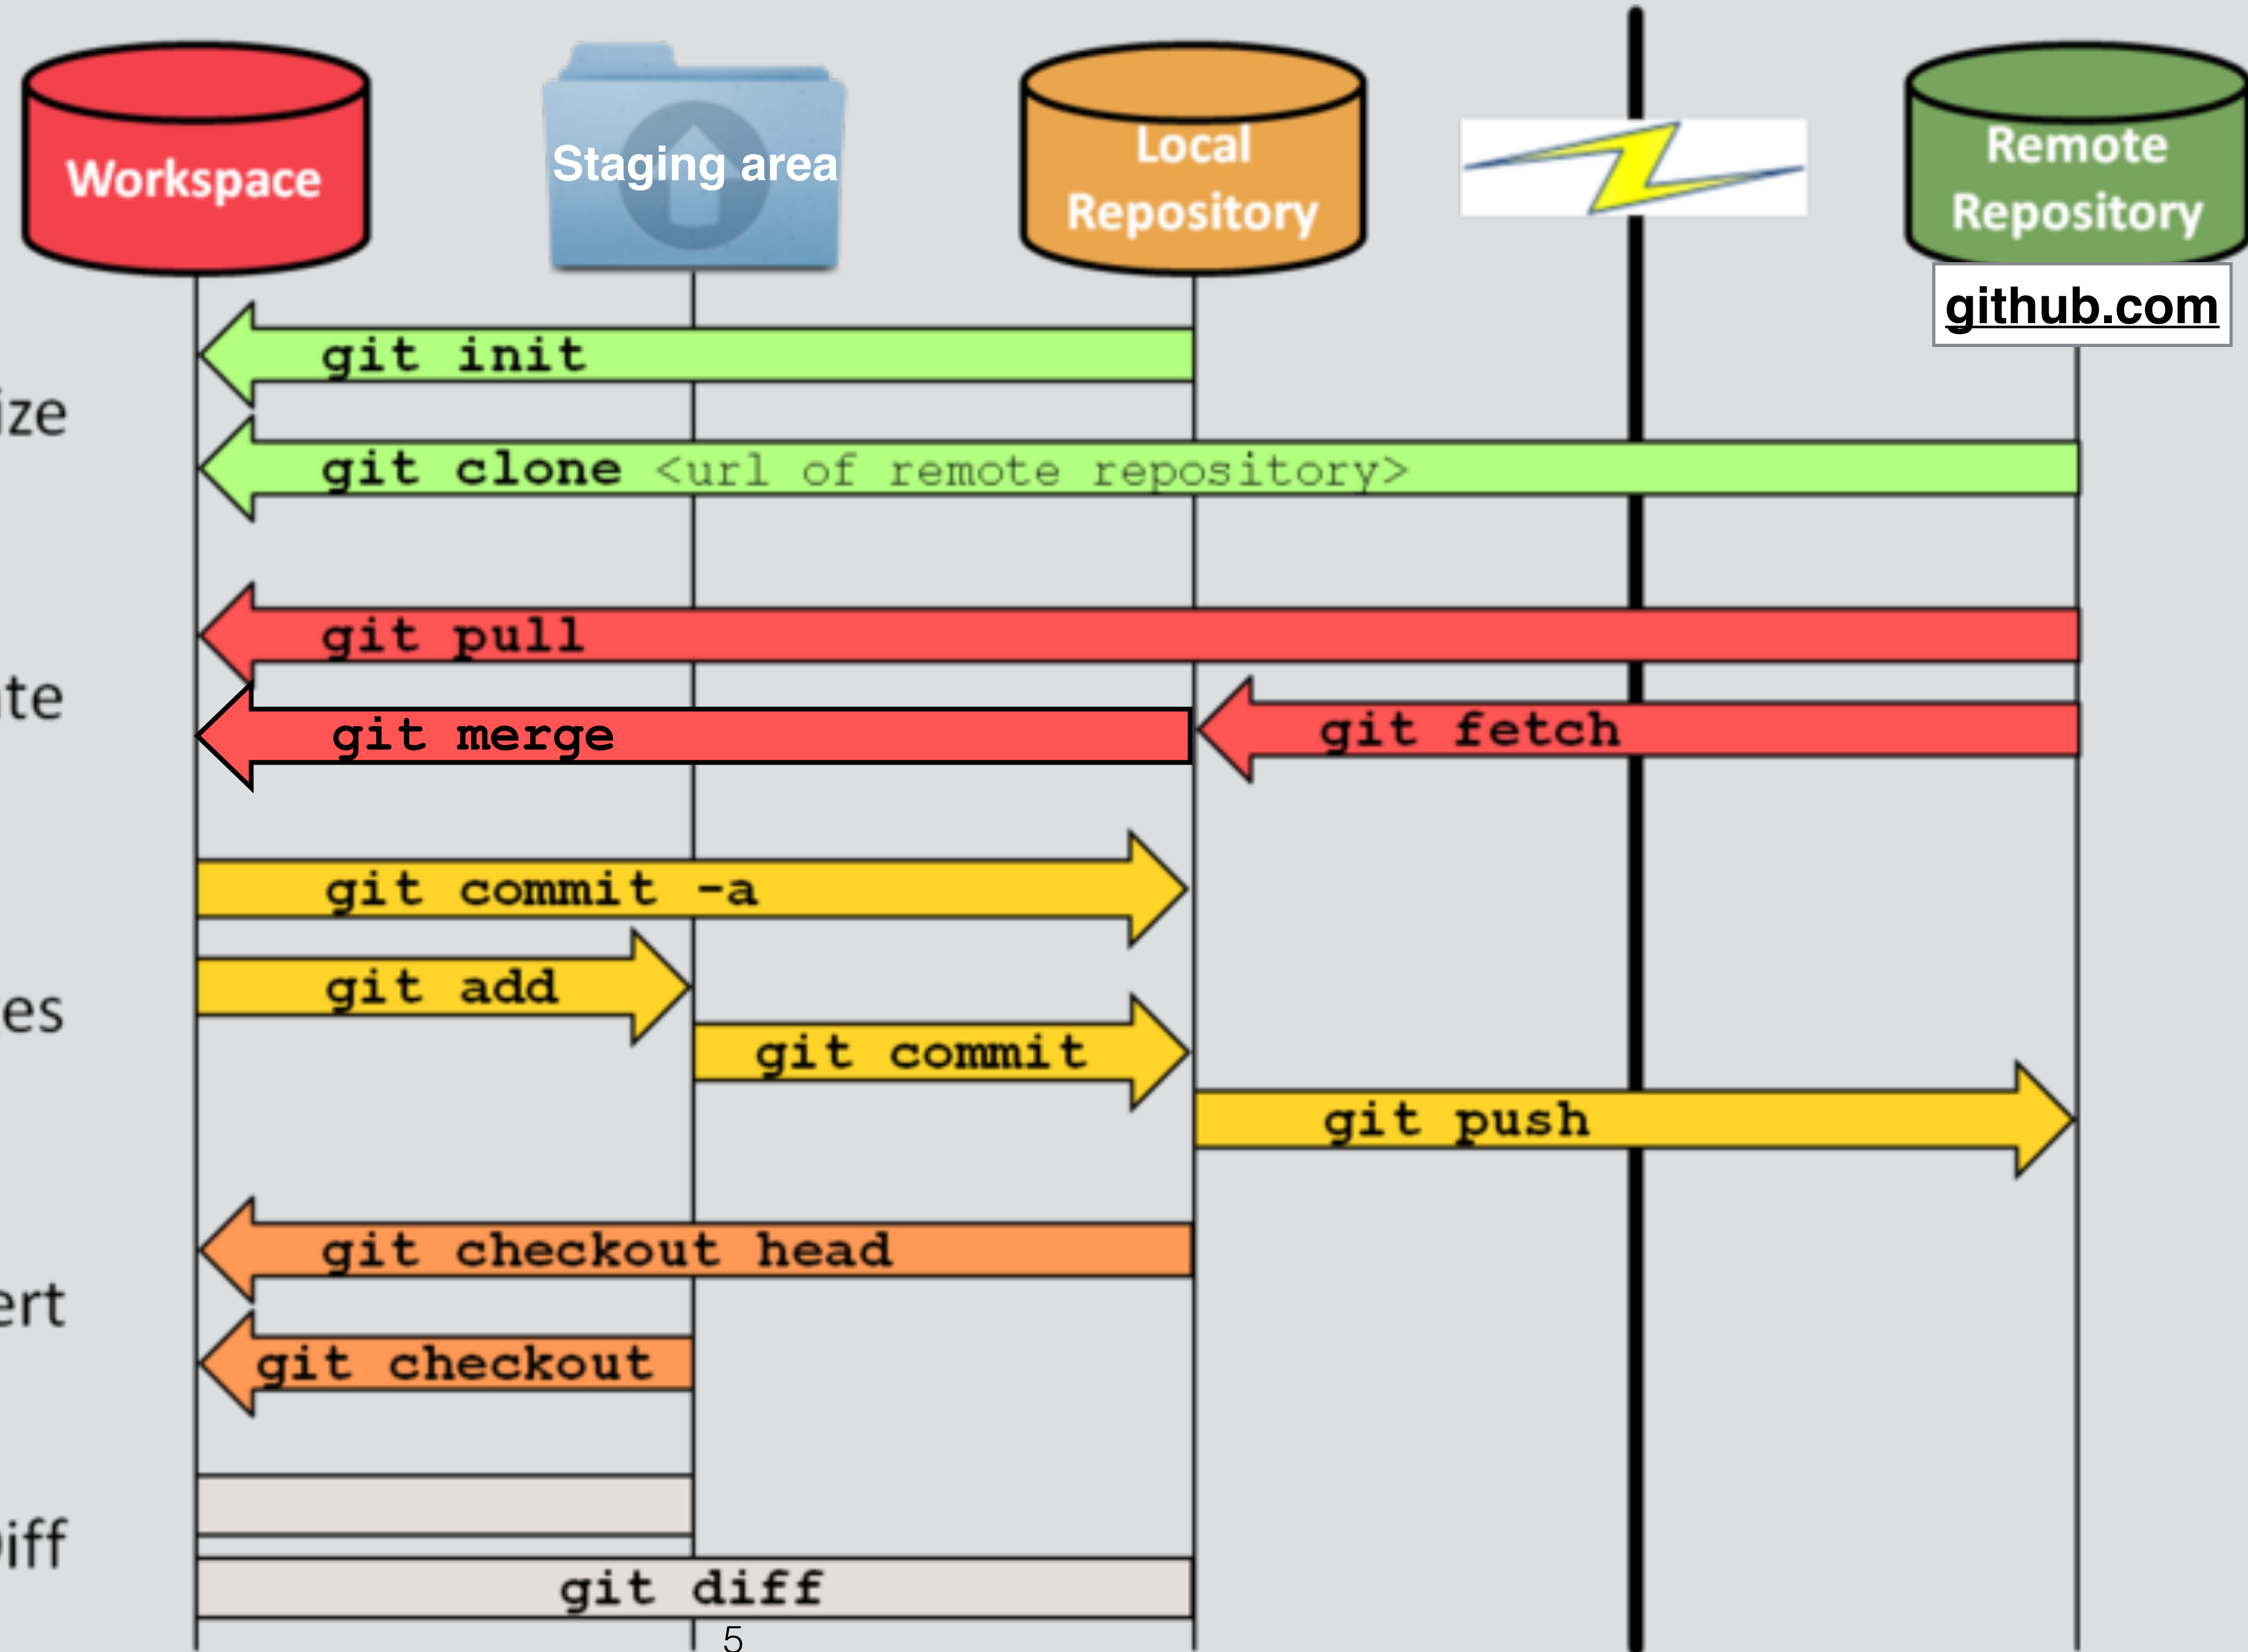 Workspace
Staging area
Local
Repository
Remote
Repository
github.com
git init
ize
git clone <url of remote repository>
git pull
te
git merge
git fetch
git commit -a
git add
es
git commit
git push
git checkout head
ert
git checkout
iff
git diff
5